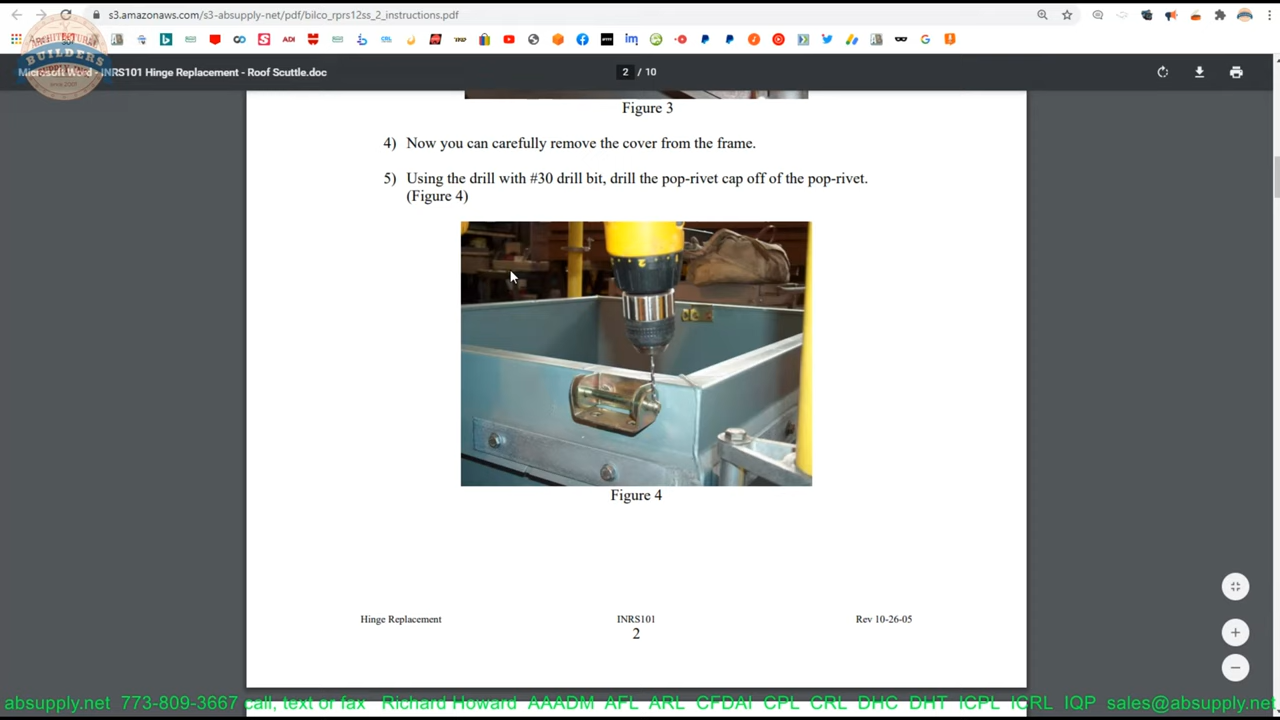 s3.amazonaws.com/s3-absupply-net/pdf/bilco_rprs12ss_2_instructions.pdf
ARCHITECTURAL
BUILDERS
Microsoft Word - INRS101 Hinge Replacement - Roof Scuttle.doc
2 / 10
Figure 3
4) Now you can carefully remove the cover from the frame.
5) Using the drill with #30 drill bit, drill the pop-rivet cap off of the pop-rivet.
(Figure 4)
Figure 4
Hinge Replacement INRS101 Rev 10-26-05
2
absupply.net 773-809-3667 call, text or fax Richard Howard AAADM AFL ARL CFDAI CPL CRL DHC DHT ICPL ICRL IQP sales@absupply.net